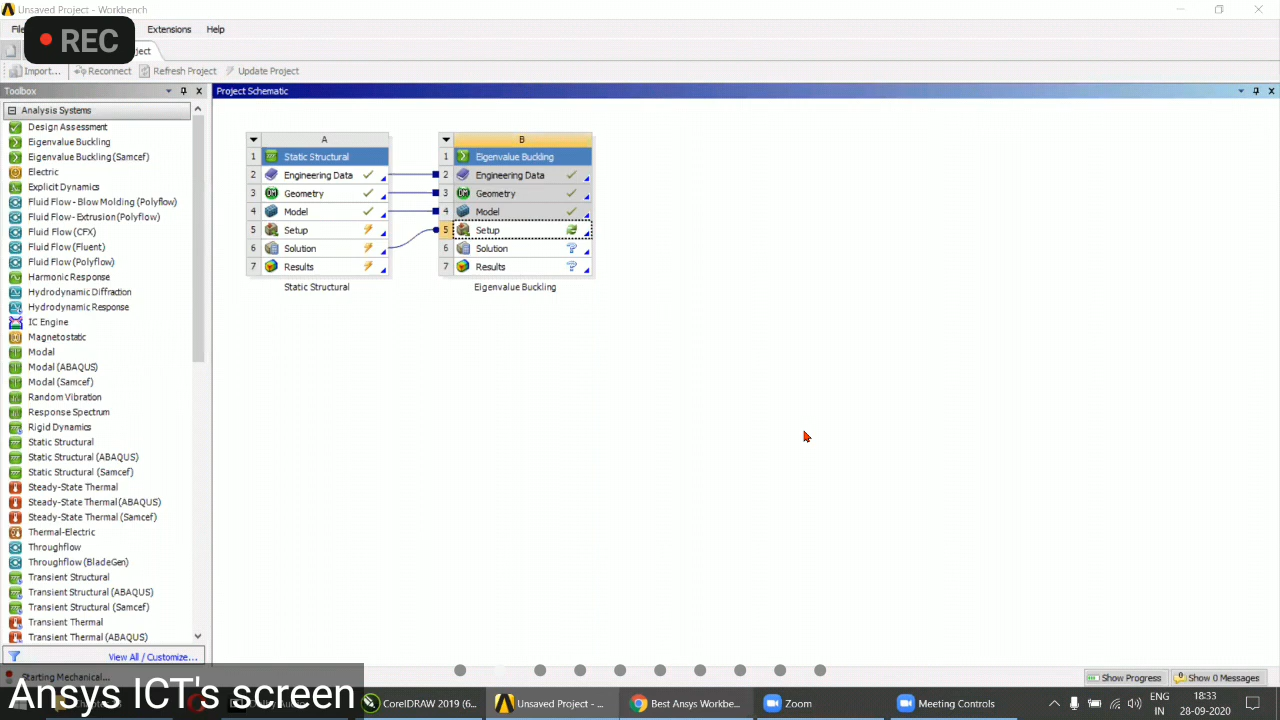 Unsaved Project - Workbench
File
Extensions
Help
REC
ject
Import...
Reconnect
Refresh Project
Update Project
Toolbox
Project Schematic
Analysis Systems
Design Assessment
Eigenvalue Buckling
Eigenvalue Buckling (Samcef)
Electric
Explicit Dynamics
Fluid Flow - Blow Molding (Polyflow)
Fluid Flow - Extrusion (Polyflow)
Fluid Flow (CFX)
Fluid Flow (Fluent)
Fluid Flow (Polyflow)
Harmonic Response
Hydrodynamic Diffraction
Hydrodynamic Response
IC Engine
Magnetostatic
Modal
Modal (ABAQUS)
Modal (Samcef)
Random Vibration
Response Spectrum
Rigid Dynamics
Static Structural
Static Structural (ABAQUS)
Static Structural (Samcef)
Steady-State Thermal
Steady-State Thermal (ABAQUS)
Steady-State Thermal (Samcef)
Thermal-Electric
Throughflow
Throughflow (BladeGen)
Transient Structural
Transient Structural (ABAQUS)
Transient Structural (Samcef)
Transient Thermal
Transient Thermal (ABAQUS)
View All / Customize...
A
1 Static Structural
2 Engineering Data
3 Geometry
4 Model
5 Setup
6 Solution
7 Results
Static Structural
B
1 Eigenvalue Buckling
2 Engineering Data
3 Geometry
4 Model
5 Setup
6 Solution
7 Results
Eigenvalue Buckling
Starting Mechanical...
Show Progress
Show 0 Messages
Ansys ICT's screen
CorelDRAW 2019 (6...
Unsaved Project - ...
Best Ansys Workbe...
Zoom
Meeting Controls
ENG
IN
18:33
28-09-2020